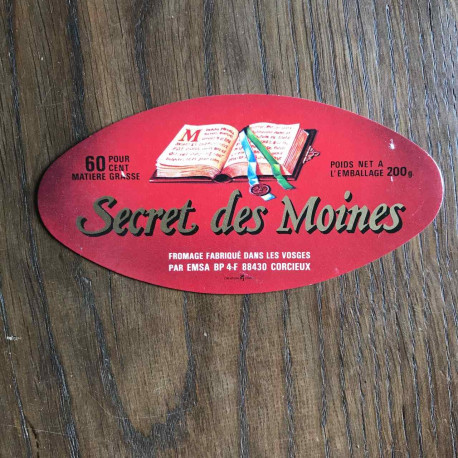 M
60 POUR
CENT
MATIERE GRASSE
POIDS NET A
L'EMBALLAGE 200g.
Secret des Moines
FROMAGE FABRIQUÉ DANS LES VOSGES
PAR EMSA BP 4-F 88430 CORCIEUX